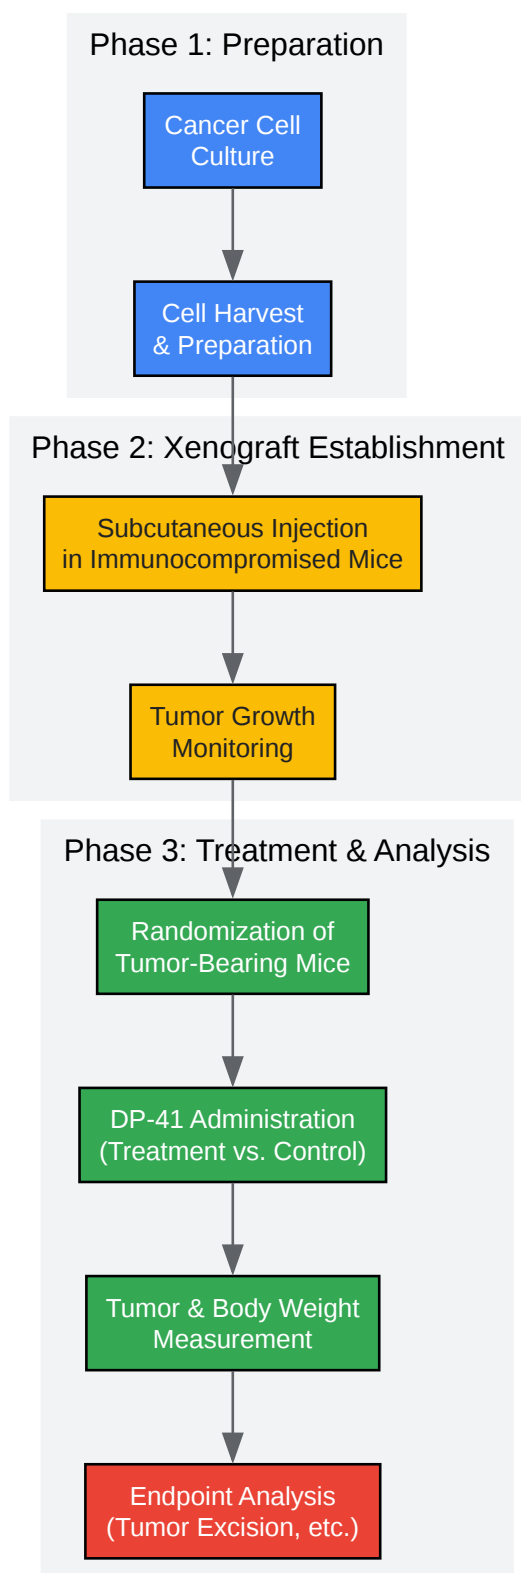 Phase 1: Preparation
Cancer Cell
Culture
Cell Harvest
& Preparation
Phase 2: Xenograft Establishment
Subcutaneous Injection
in Immunocompromised Mice
Tumor Growth
Monitoring
Phase 3: Treatment & Analysis
Randomization of
Tumor-Bearing Mice
DP-41 Administration
(Treatment vs. Control)
Tumor & Body Weight
Measurement
Endpoint Analysis
(Tumor Excision, etc.)